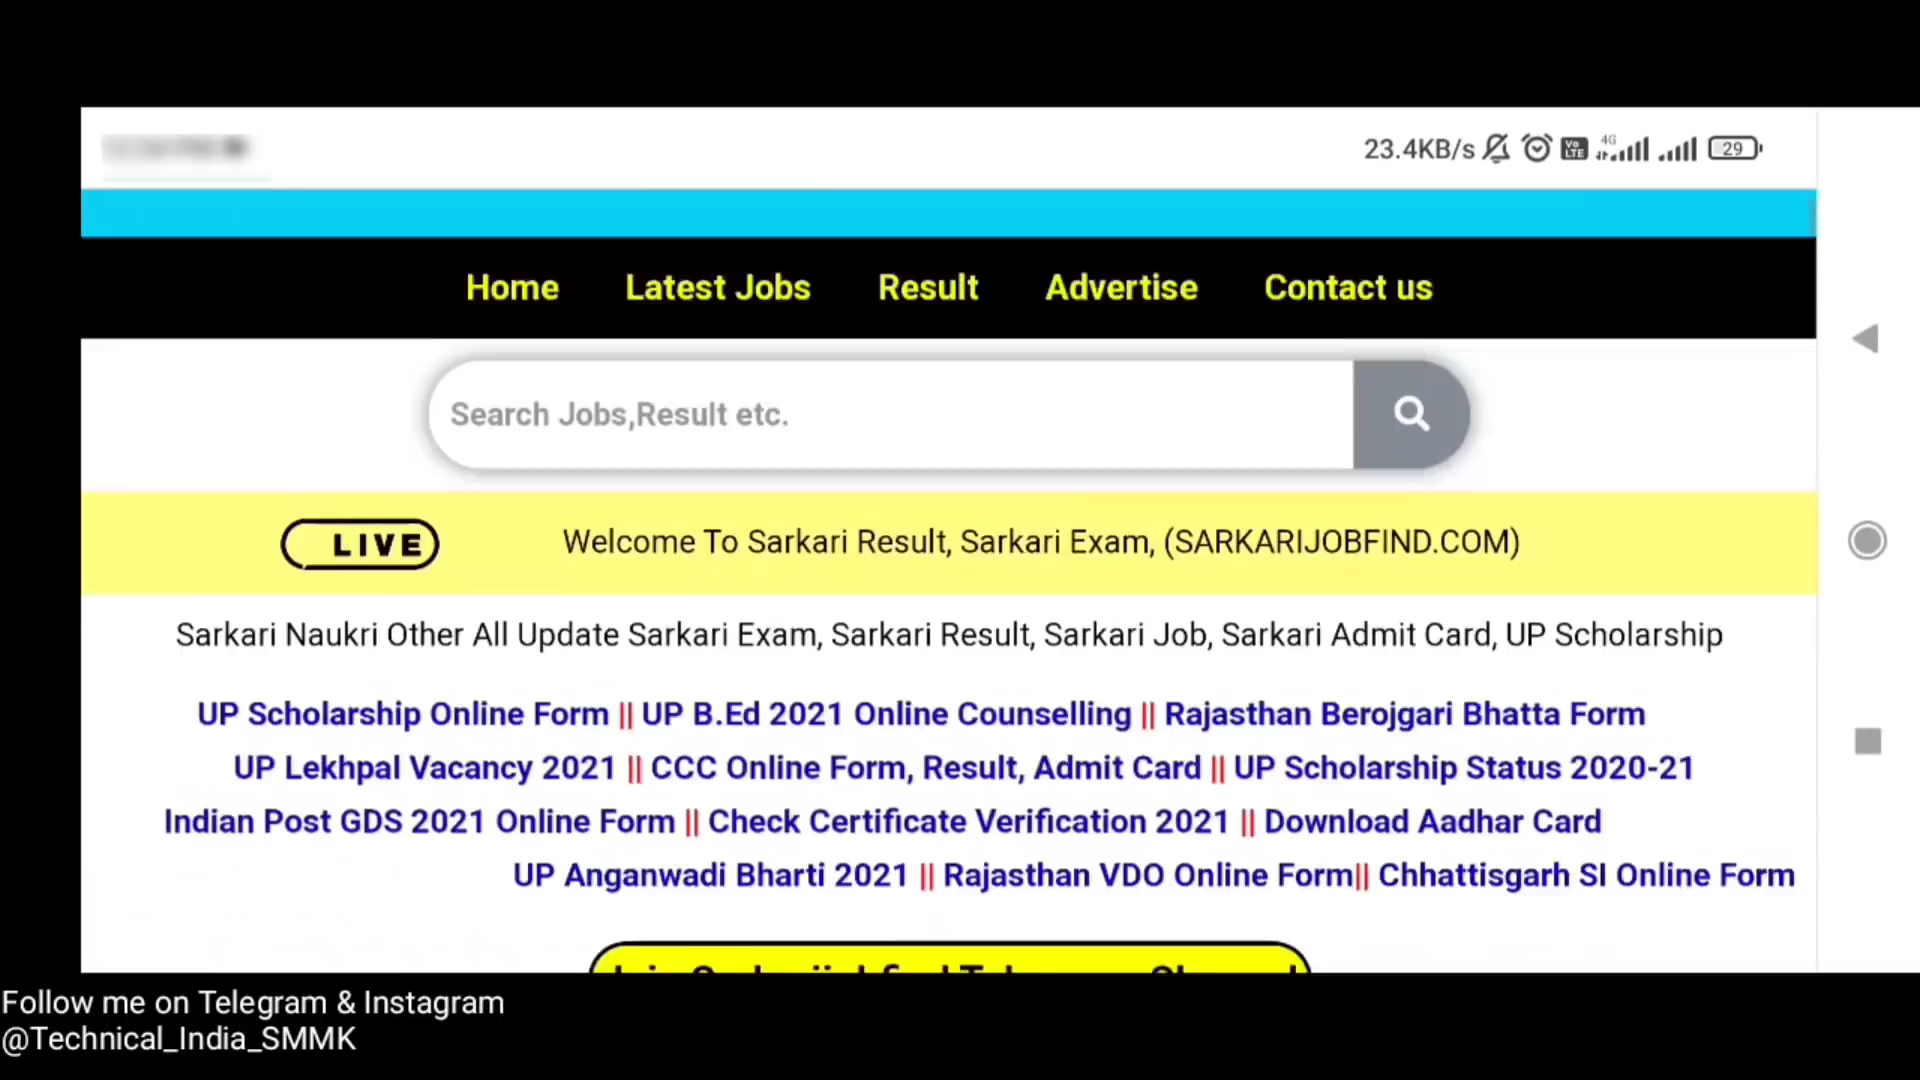 23.4KB/s Vo LTE 4G 29
Home Latest Jobs Result Advertise Contact us
Search Jobs,Result etc.
LIVE Welcome To Sarkari Result, Sarkari Exam, (SARKARIJOBFIND.COM)
Sarkari Naukri Other All Update Sarkari Exam, Sarkari Result, Sarkari Job, Sarkari Admit Card, UP Scholarship
UP Scholarship Online Form || UP B.Ed 2021 Online Counselling || Rajasthan Berojgari Bhatta Form
UP Lekhpal Vacancy 2021 || CCC Online Form, Result, Admit Card || UP Scholarship Status 2020-21
Indian Post GDS 2021 Online Form || Check Certificate Verification 2021 || Download Aadhar Card
UP Anganwadi Bharti 2021 || Rajasthan VDO Online Form|| Chhattisgarh SI Online Form
Follow me on Telegram & Instagram
@Technical_India_SMMK